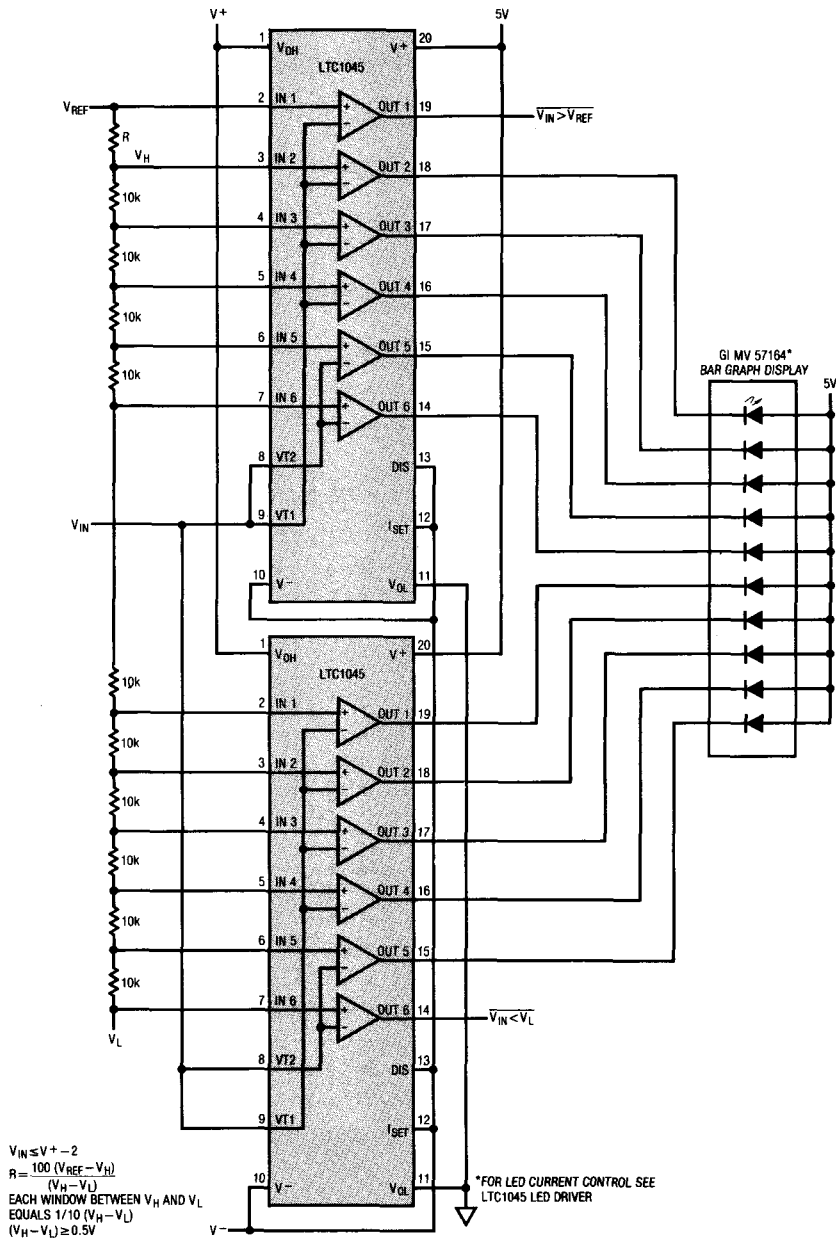 V+
5V
1
VOH
V+
20
LTC1045
VREF
2
IN 1
OUT 1
19
VIN>VREF
R
VH
3
IN 2
OUT 2
18
10k
4
IN 3
OUT 3
17
10k
5
IN 4
OUT 4
16
10k
6
IN 5
OUT 5
15
10k
7
IN 6
OUT 6
14
GI MV 57164*
BAR GRAPH DISPLAY
5V
8
VT2
DIS
13
VIN
9
VT1
ISET
12
10
V-
VOL
11
1
VOH
V+
20
LTC1045
10k
2
IN 1
OUT 1
19
10k
3
IN 2
OUT 2
18
10k
4
IN 3
OUT 3
17
10k
5
IN 4
OUT 4
16
10k
6
IN 5
OUT 5
15
10k
7
IN 6
OUT 6
14
VIN<VL
VL
8
VT2
DIS
13
9
VT1
ISET
12
10
V-
VOL
11
V-
VIN≤V+-2
R=100 (VREF-VH)
(VH-VL)
EACH WINDOW BETWEEN VH AND VL
EQUALS 1/10 (VH-VL)
(VH-VL)≥0.5V
*FOR LED CURRENT CONTROL SEE
LTC1045 LED DRIVER